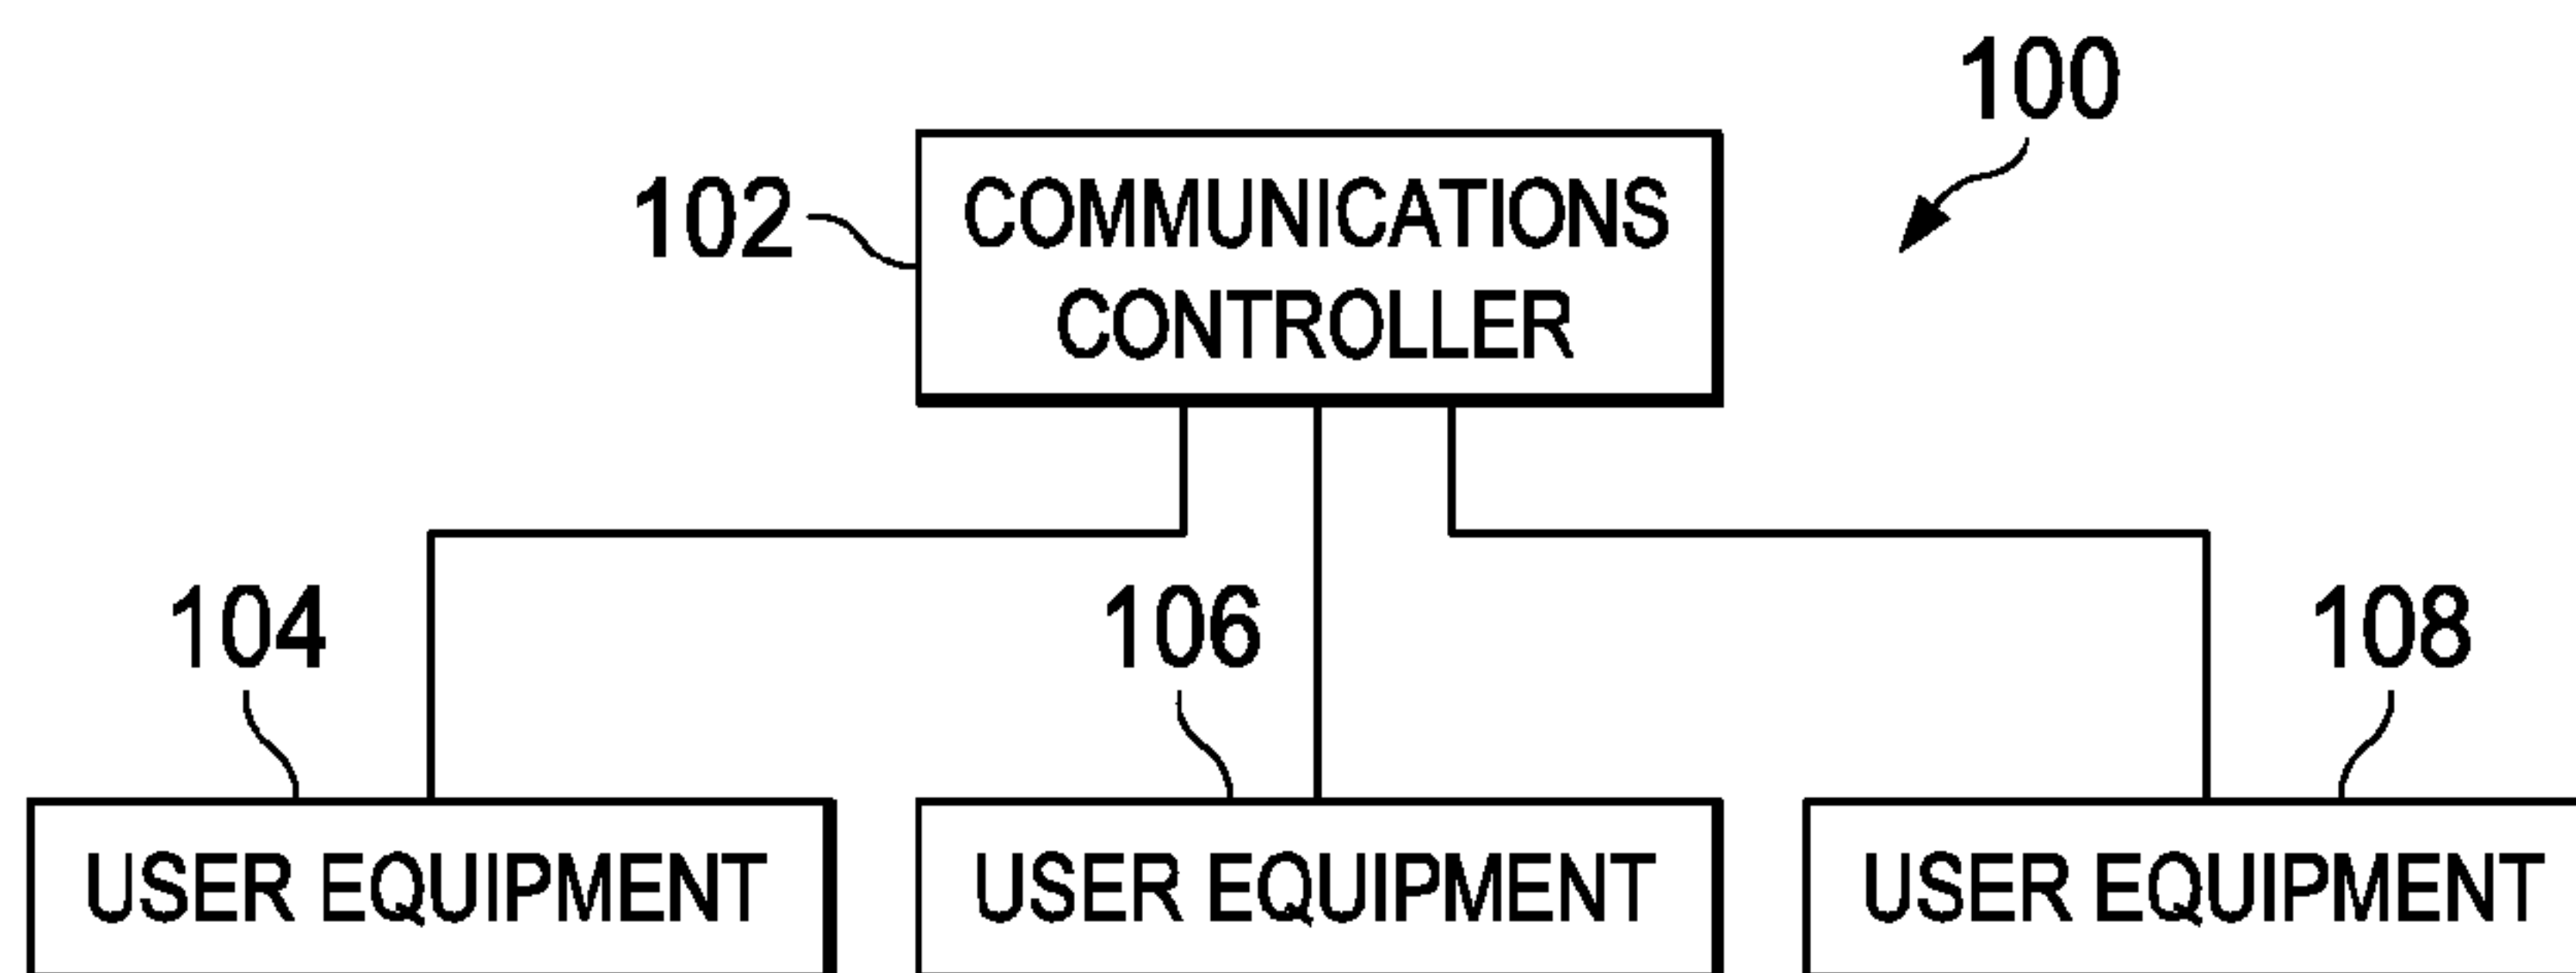 100
102
COMMUNICATIONS
CONTROLLER
104
106
108
USER EQUIPMENT
USER EQUIPMENT
USER EQUIPMENT